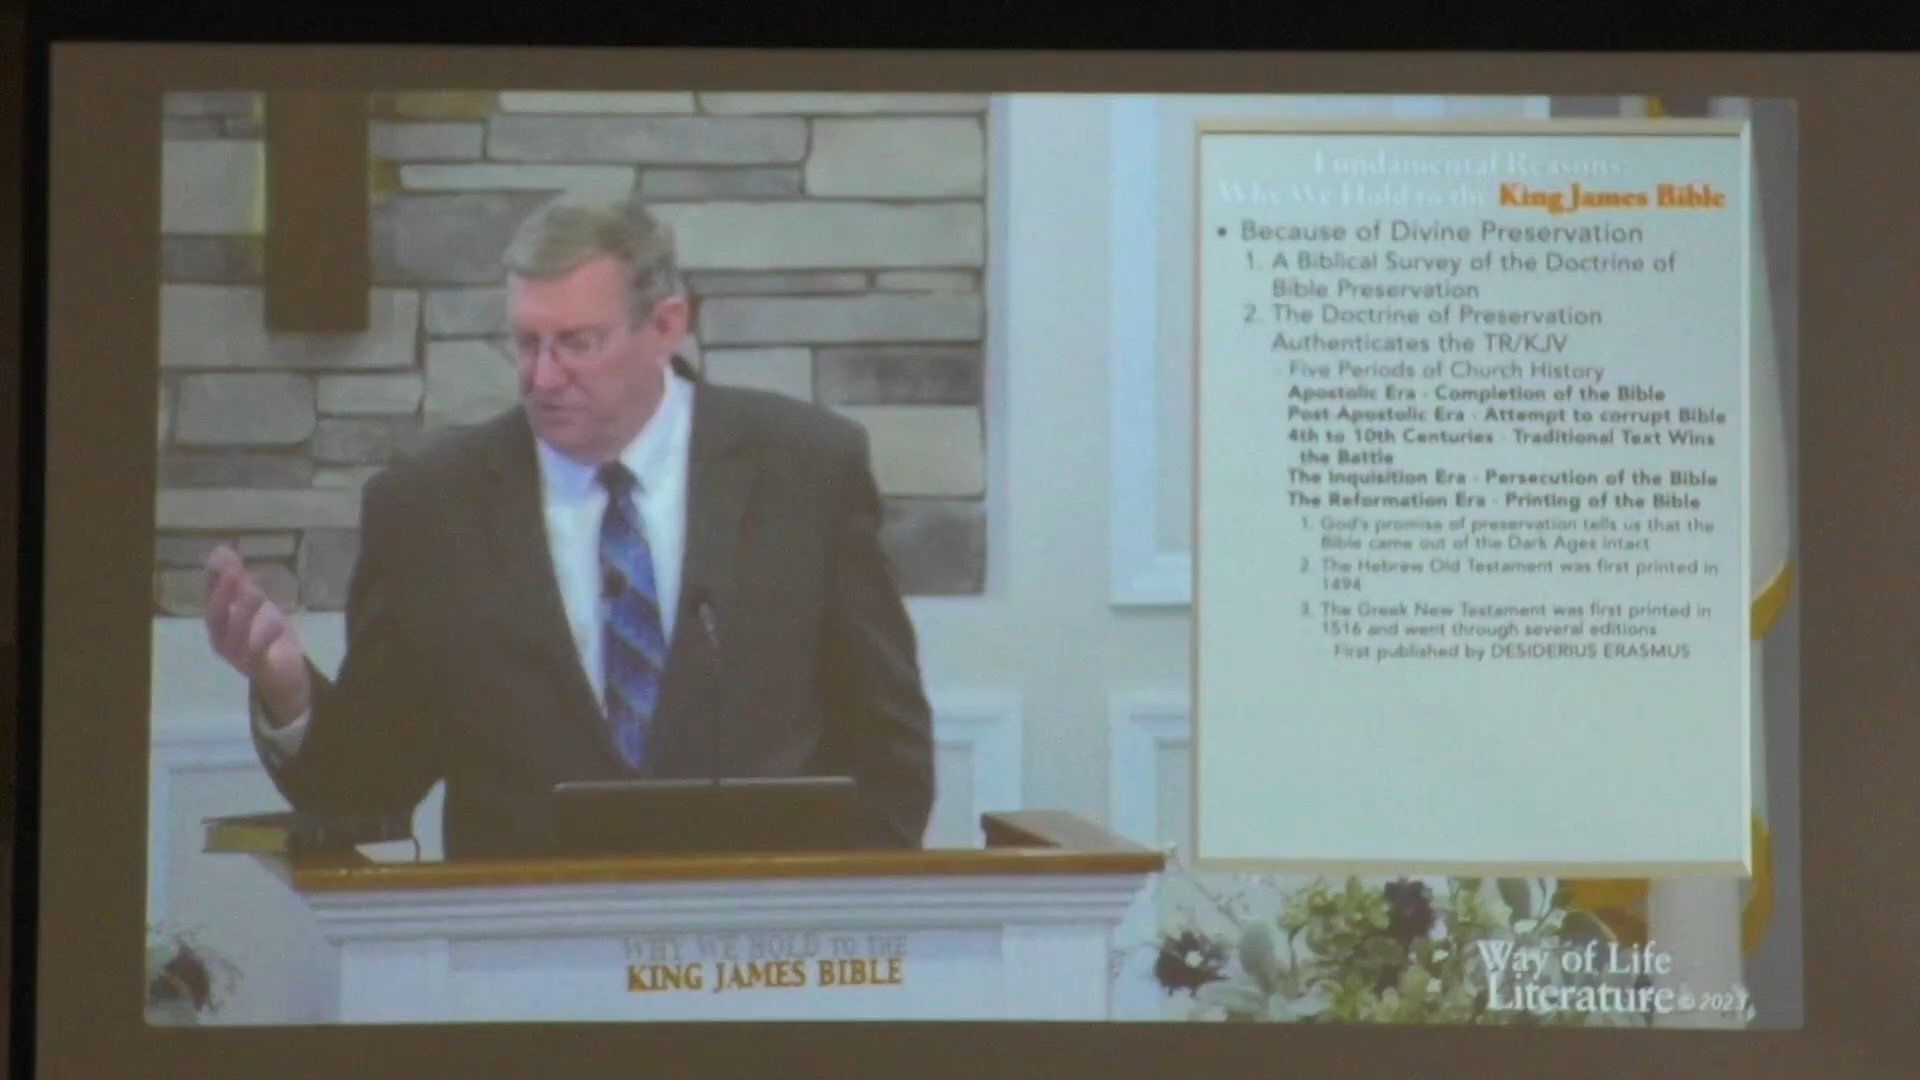 Fundamental Reasons:
Why We Hold to the King James Bible
• Because of Divine Preservation
1. A Biblical Survey of the Doctrine of
Bible Preservation
2. The Doctrine of Preservation
Authenticates the TR/KJV
- Five Periods of Church History
Apostolic Era - Completion of the Bible
Post Apostolic Era - Attempt to corrupt Bible
4th to 10th Centuries - Traditional Text Wins
the Battle
The Inquisition Era - Persecution of the Bible
The Reformation Era - Printing of the Bible
1. God's promise of preservation tells us that the
Bible came out of the Dark Ages intact
2. The Hebrew Old Testament was first printed in
1494
3. The Greek New Testament was first printed in
1516 and went through several editions
First published by DESIDERIUS ERASMUS
WHY WE HOLD to the
KING JAMES BIBLE
Way of Life
Literature © 2023